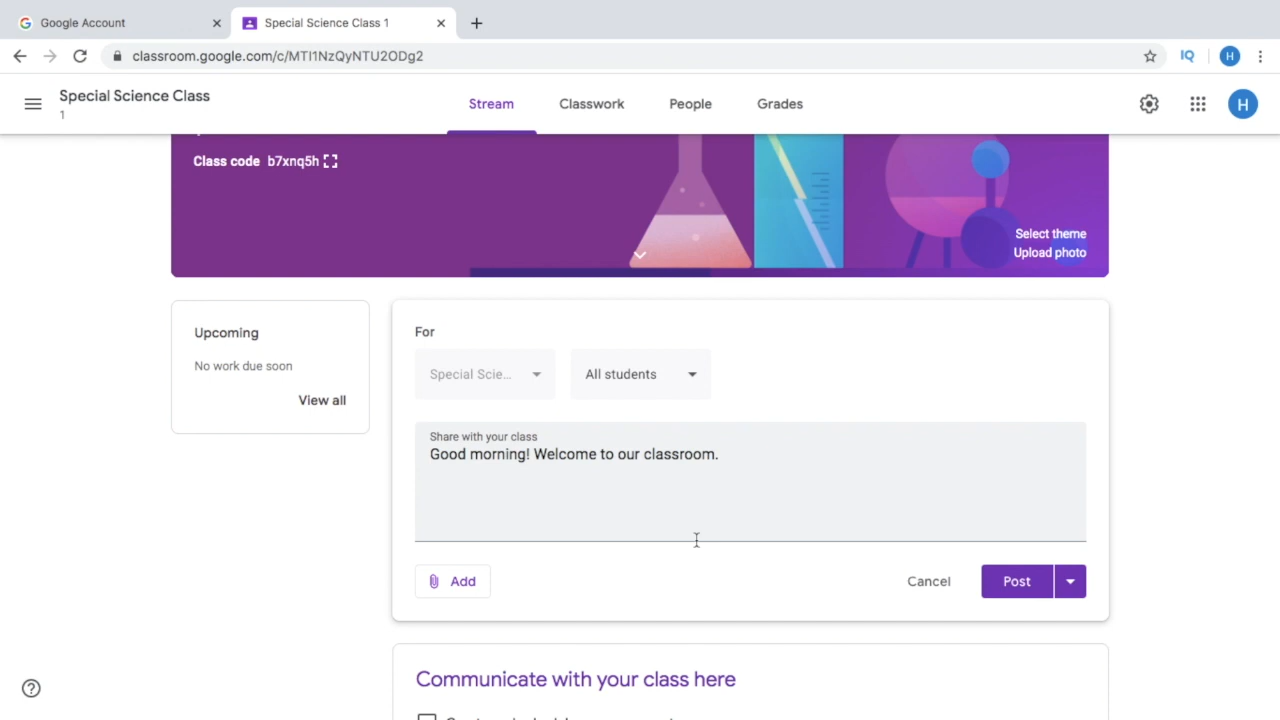 Google Account
Special Science Class 1
classroom.google.com/c/MTI1NzQyNTU2ODg2
IQ
H
Special Science Class
1
Stream
Classwork
People
Grades
H
Class code b7xnq5h
Select theme
Upload photo
Upcoming
No work due soon
View all
For
Special Scie...
All students
Share with your class
Good morning! Welcome to our classroom.
Add
Cancel
Post
Communicate with your class here